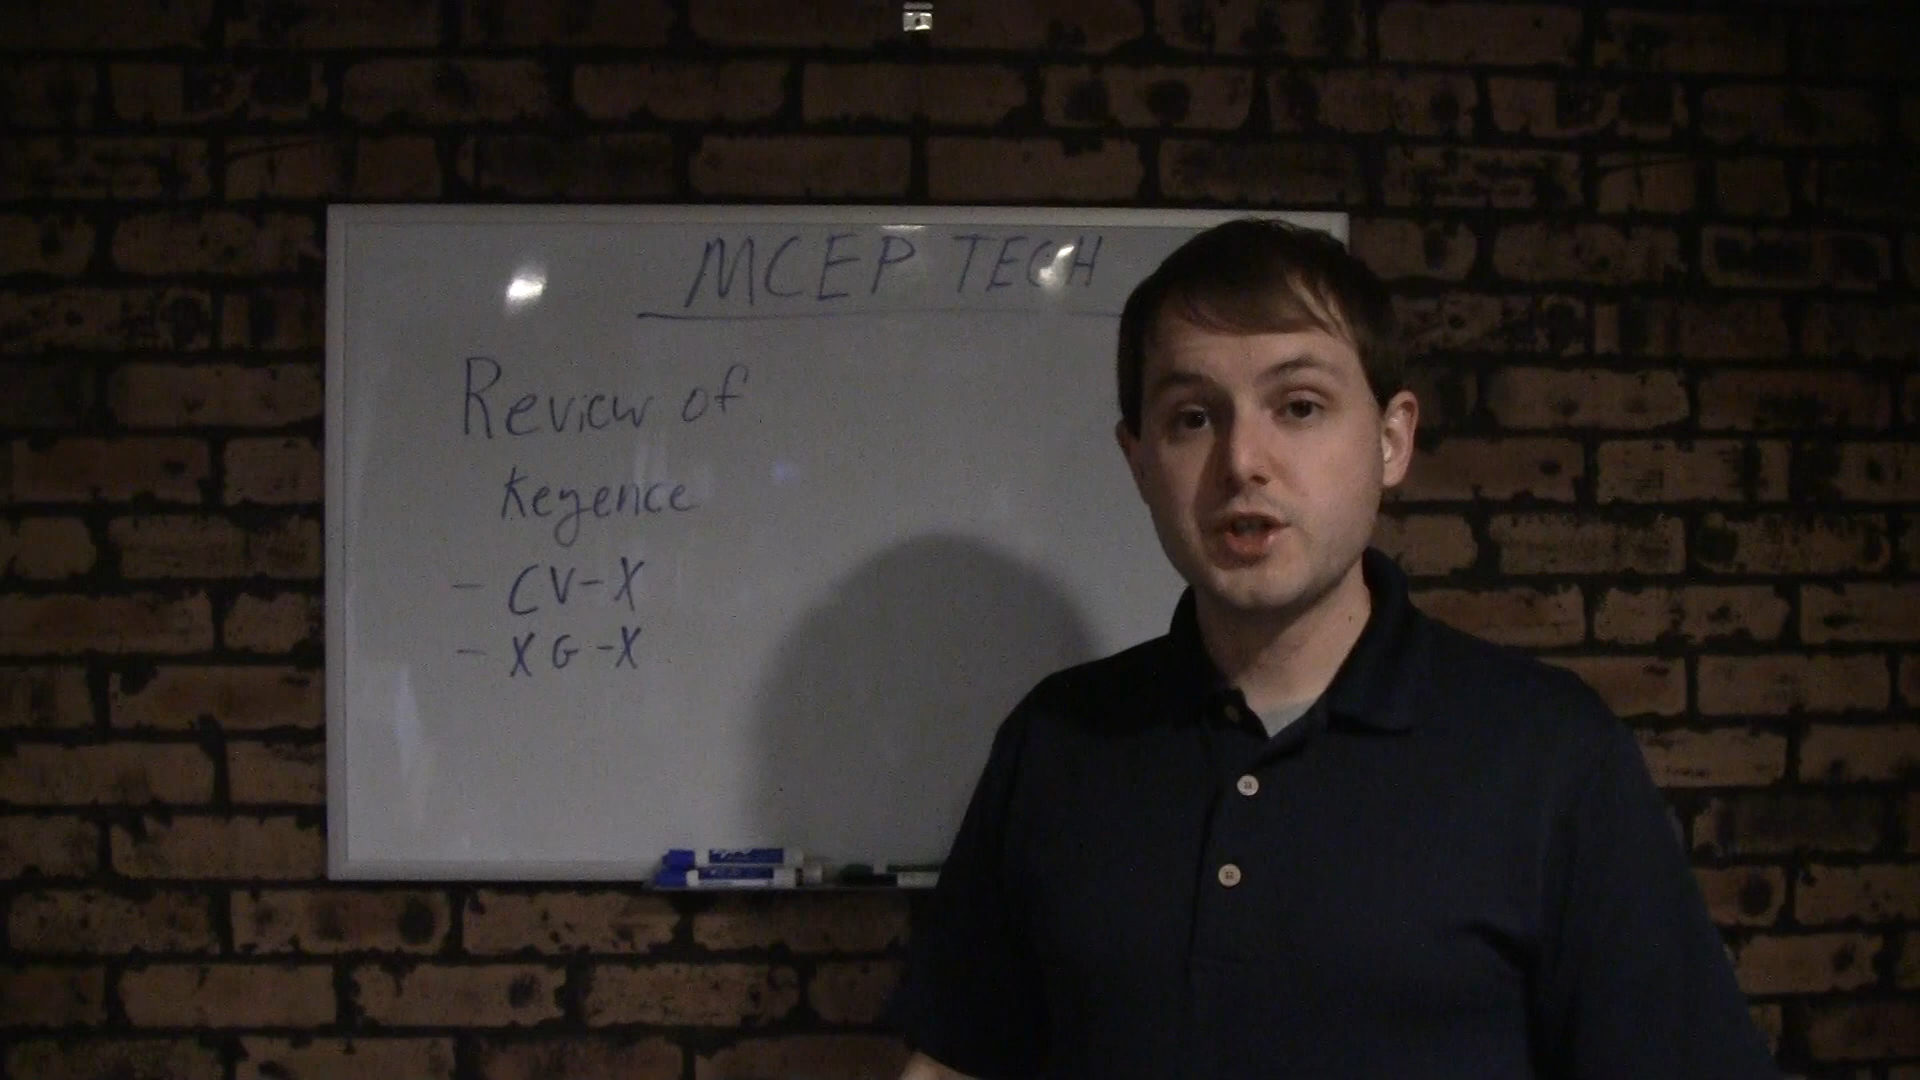 MCEP TECH
Review of
Keyence
- CV-X
- XG-X